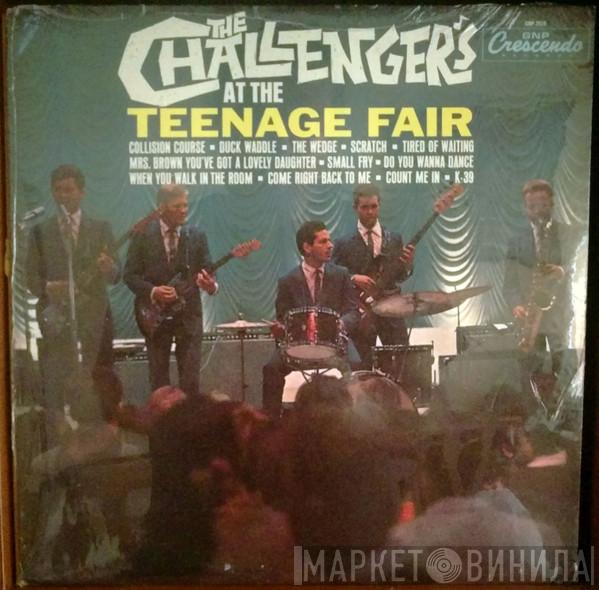 THE
CHALLENGERS
AT THE
TEENAGE FAIR
COLLISION COURSE ▪ DUCK WADDLE ▪ THE WEDGE ▪ SCRATCH ▪ TIRED OF WAITING
MRS. BROWN YOU'VE GOT A LOVELY DAUGHTER ▪ SMALL FRY ▪ DO YOU WANNA DANCE
WHEN YOU WALK IN THE ROOM ▪ COME RIGHT BACK TO ME ▪ COUNT ME IN ▪ K-39
GNP
Crescendo
МАРКЕТ ВИНИЛА